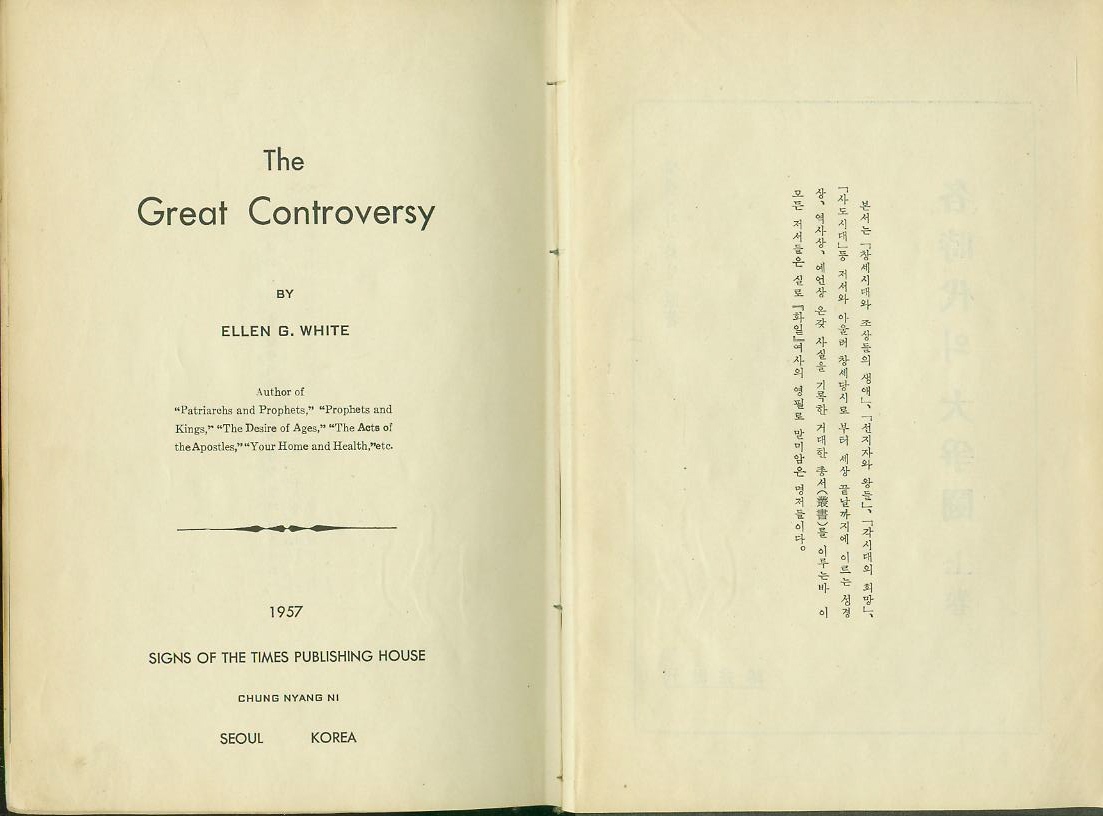 The
Great Controversy
BY
ELLEN G. WHITE
Author of
“Patriarchs and Prophets,” “Prophets and
Kings,” “The Desire of Ages,” “The Acts of
the Apostles,” “Your Home and Health,”etc.
1957
SIGNS OF THE TIMES PUBLISHING HOUSE
CHUNG NYANG NI
SEOUL KOREA
본서는 「창세시대와 조상들의 생애」、「선지자와 왕들」、「각시대의 희망」、
「사도시대」등 저서와 아울러 창세당시로 부터 세상 끝날까지에 이르는 성경
상、역사상、예언상 온갖 사실을 기록한 거대한 총서(叢書)를 이루는바 이
모든 저서들은 실로 『화잍』여사의 영필로 말미암은 명저들이다。